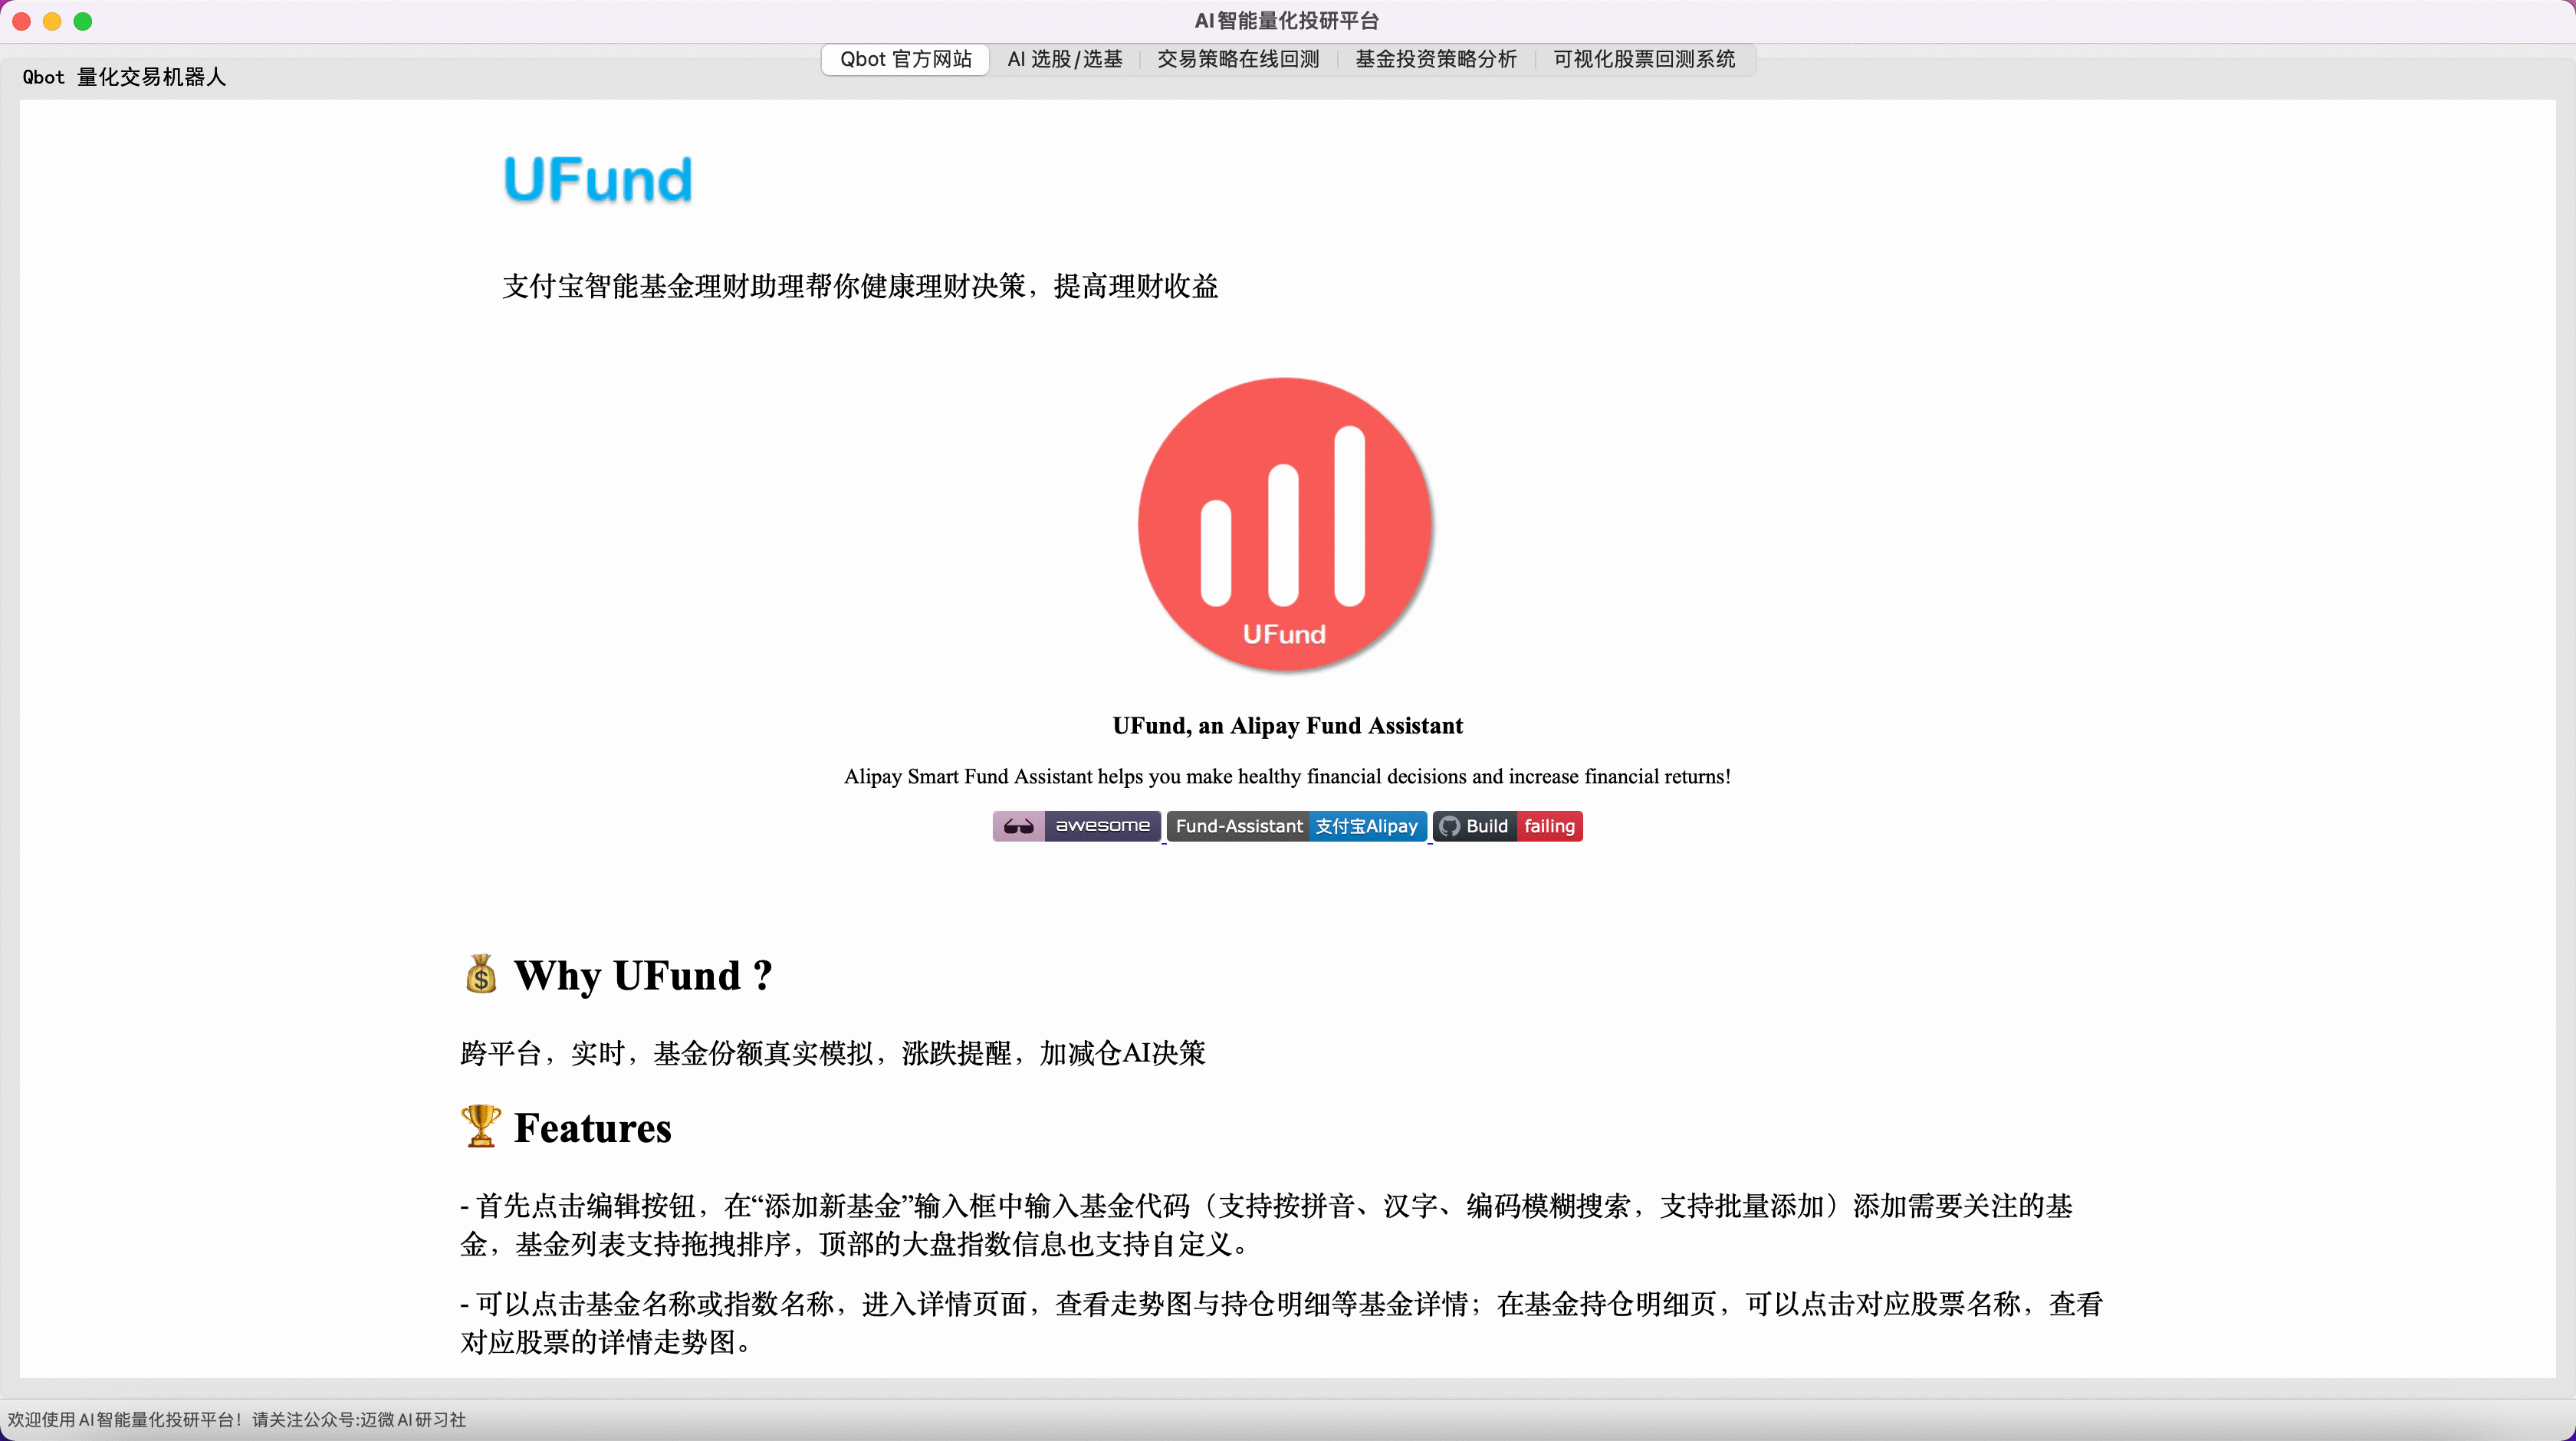 AI智能量化投研平台
Qbot 官方网站
AI 选股/选基
交易策略在线回测
基金投资策略分析
可视化股票回测系统
Qbot 量化交易机器人
UFund
支付宝智能基金理财助理帮你健康理财决策，提高理财收益
UFund
UFund, an Alipay Fund Assistant
Alipay Smart Fund Assistant helps you make healthy financial decisions and increase financial returns!
awesome Fund-Assistant 支付宝Alipay Build failing
Why UFund ?
跨平台，实时，基金份额真实模拟，涨跌提醒，加减仓AI决策
Features
- 首先点击编辑按钮，在“添加新基金”输入框中输入基金代码（支持按拼音、汉字、编码模糊搜索，支持批量添加）添加需要关注的基
金，基金列表支持拖拽排序，顶部的大盘指数信息也支持自定义。
- 可以点击基金名称或指数名称，进入详情页面，查看走势图与持仓明细等基金详情；在基金持仓明细页，可以点击对应股票名称，查看
对应股票的详情走势图。
欢迎使用AI智能量化投研平台！请关注公众号:迈微AI研习社